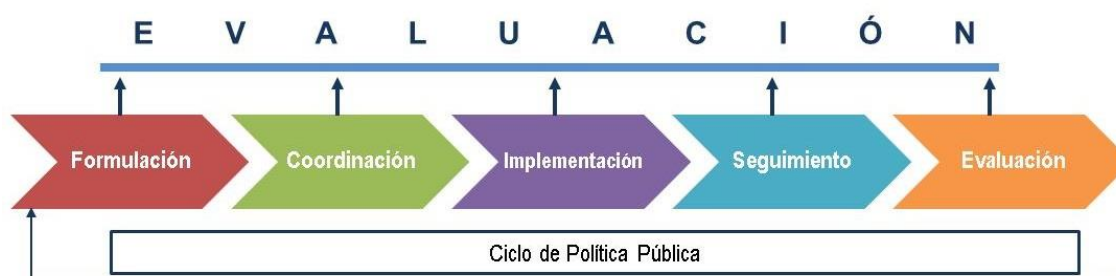 E V A L U A C I Ó N
Formulación
Coordinación
Implementación
Seguimiento
Evaluación
Ciclo de Política Pública